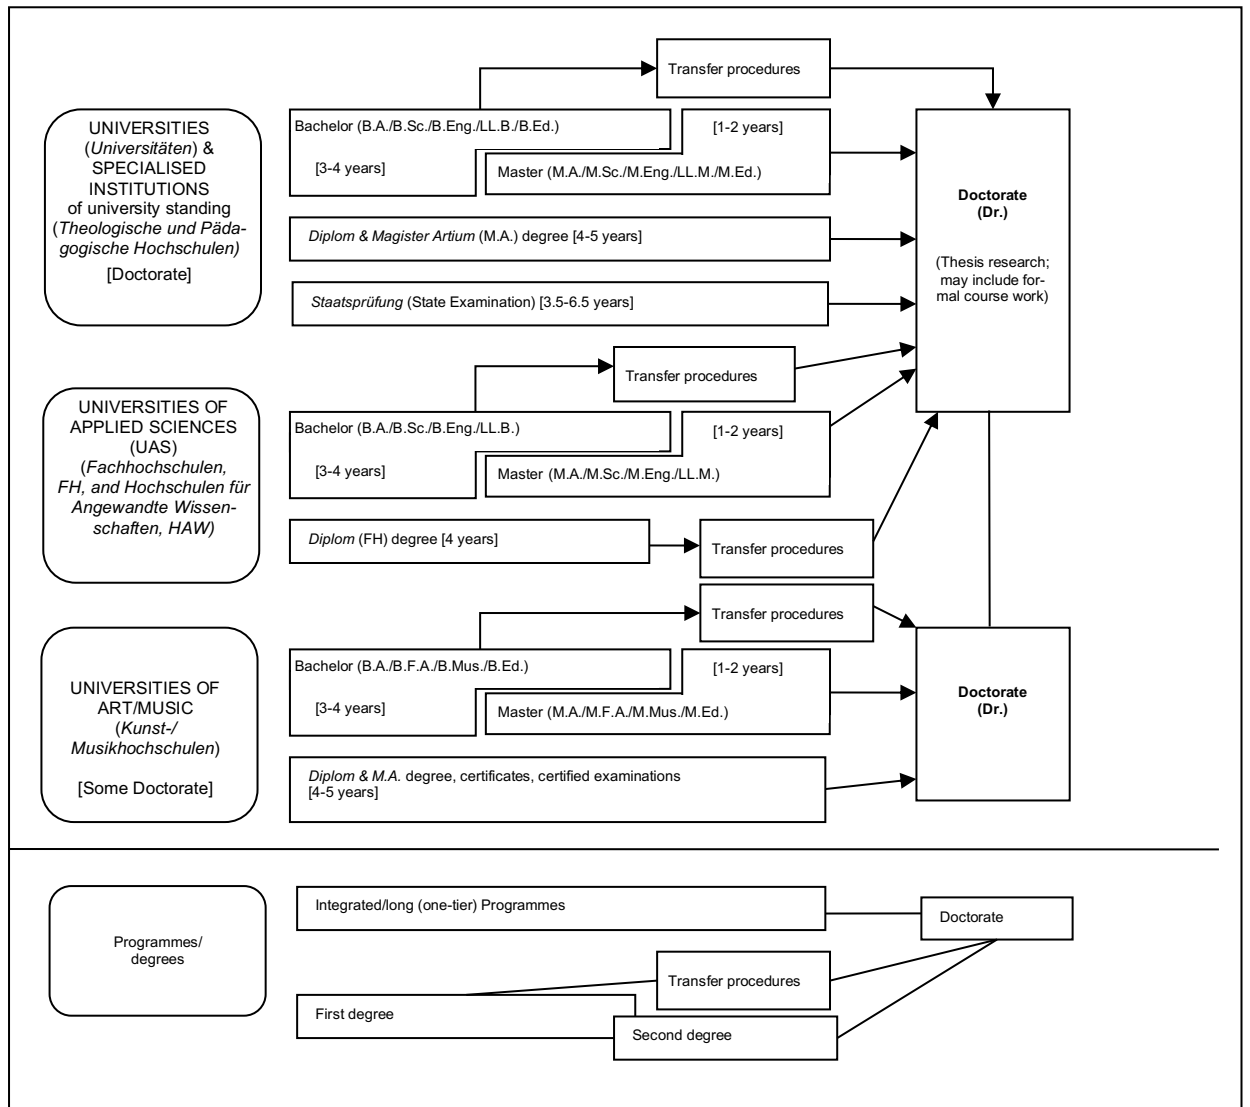 Transfer procedures
UNIVERSITIES
(Universitäten) &
SPECIALISED
INSTITUTIONS
of university standing
(Theologische und Päda-
gogische Hochschulen)
[Doctorate]
Bachelor (B.A./B.Sc./B.Eng./LL.B./B.Ed.)
[3-4 years]
[1-2 years]
Master (M.A./M.Sc./M.Eng./LL.M./M.Ed.)
Diplom & Magister Artium (M.A.) degree [4-5 years]
Staatsprüfung (State Examination) [3.5-6.5 years]
Doctorate
(Dr.)
(Thesis research;
may include for-
mal course work)
Transfer procedures
UNIVERSITIES OF
APPLIED SCIENCES
(UAS)
(Fachhochschulen,
FH, and Hochschulen für
Angewandte Wissen-
schaften, HAW)
Bachelor (B.A./B.Sc./B.Eng./LL.B.)
[3-4 years]
[1-2 years]
Master (M.A./M.Sc./M.Eng./LL.M.)
Diplom (FH) degree [4 years]
Transfer procedures
Transfer procedures
UNIVERSITIES OF
ART/MUSIC
(Kunst-/
Musikhochschulen)
[Some Doctorate]
Bachelor (B.A./B.F.A./B.Mus./B.Ed.)
[3-4 years]
[1-2 years]
Master (M.A./M.F.A./M.Mus./M.Ed.)
Diplom & M.A. degree, certificates, certified examinations
[4-5 years]
Doctorate
(Dr.)
Programmes/
degrees
Integrated/long (one-tier) Programmes
Doctorate
Transfer procedures
First degree
Second degree